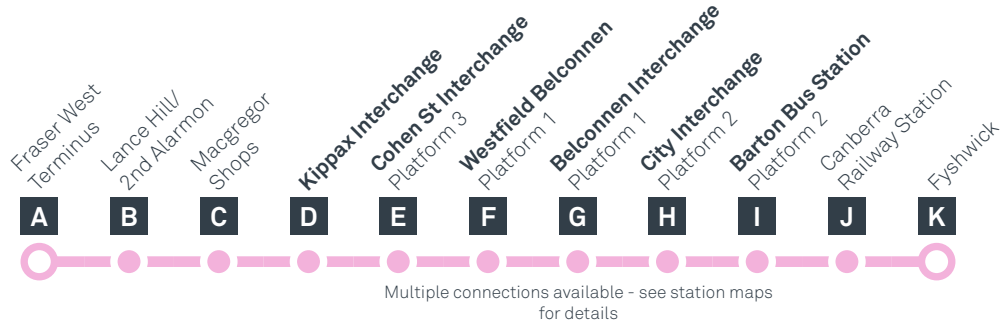 Fraser West
Terminus
Lance Hill/
2nd Alarmon
Macgregor
Shops
Kippax Interchange
Cohen St Interchange
Platform 3
Westfield Belconnen
Platform 1
Belconnen Interchange
Platform 1
City Interchange
Platform 2
Barton Bus Station
Platform 2
Canberra
Railway Station
Fyshwick
A B C D E F G H I J K
Multiple connections available - see station maps
for details